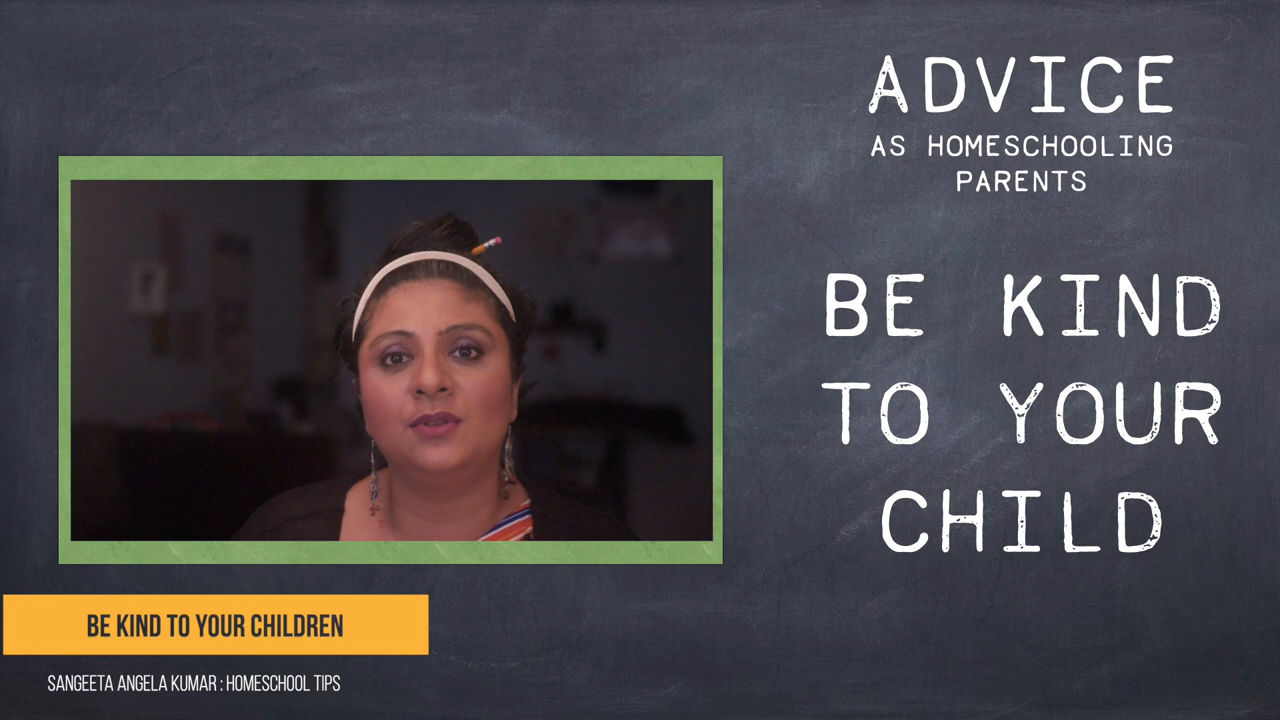 ADVICE
AS HOMESCHOOLING
PARENTS
BE KIND
TO YOUR
CHILD
BE KIND TO YOUR CHILDREN
SANGEETA ANGELA KUMAR : HOMESCHOOL TIPS